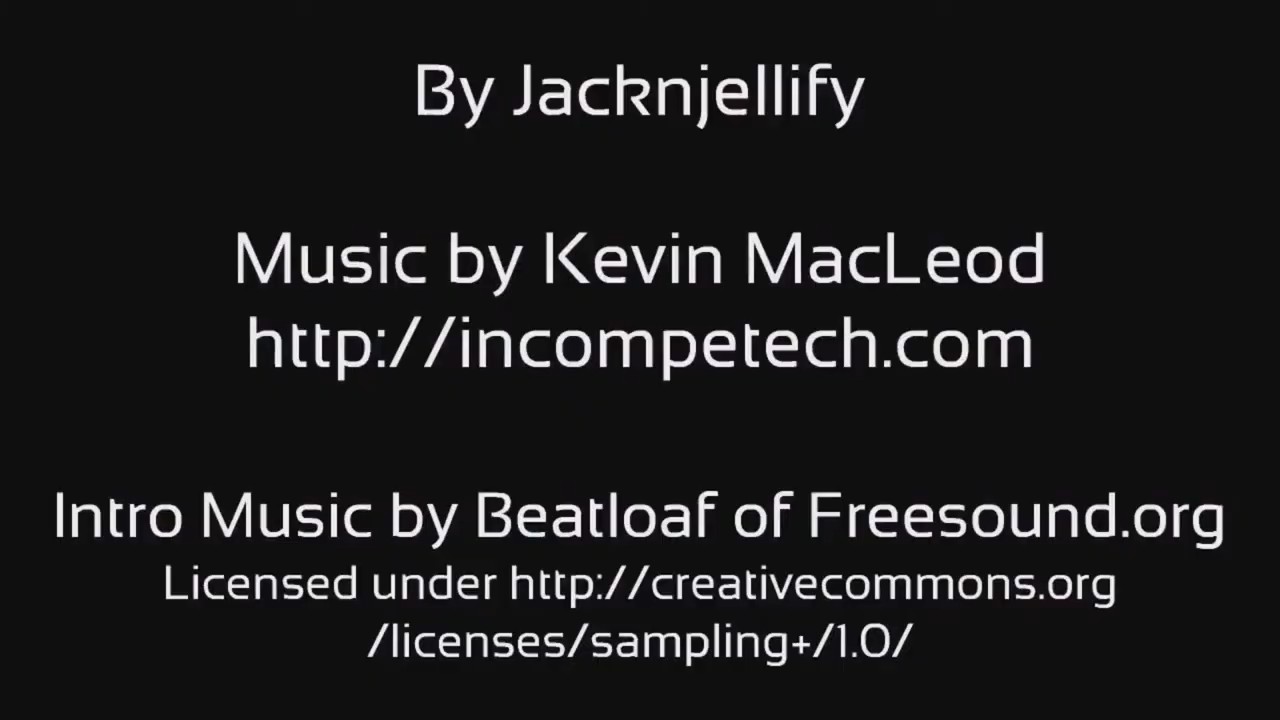 By Jacknjellify
Music by Kevin MacLeod
http://incompetech.com
Intro Music by Beatloaf of Freesound.org
Licensed under http://creativecommons.org
/licenses/sampling+/1.0/